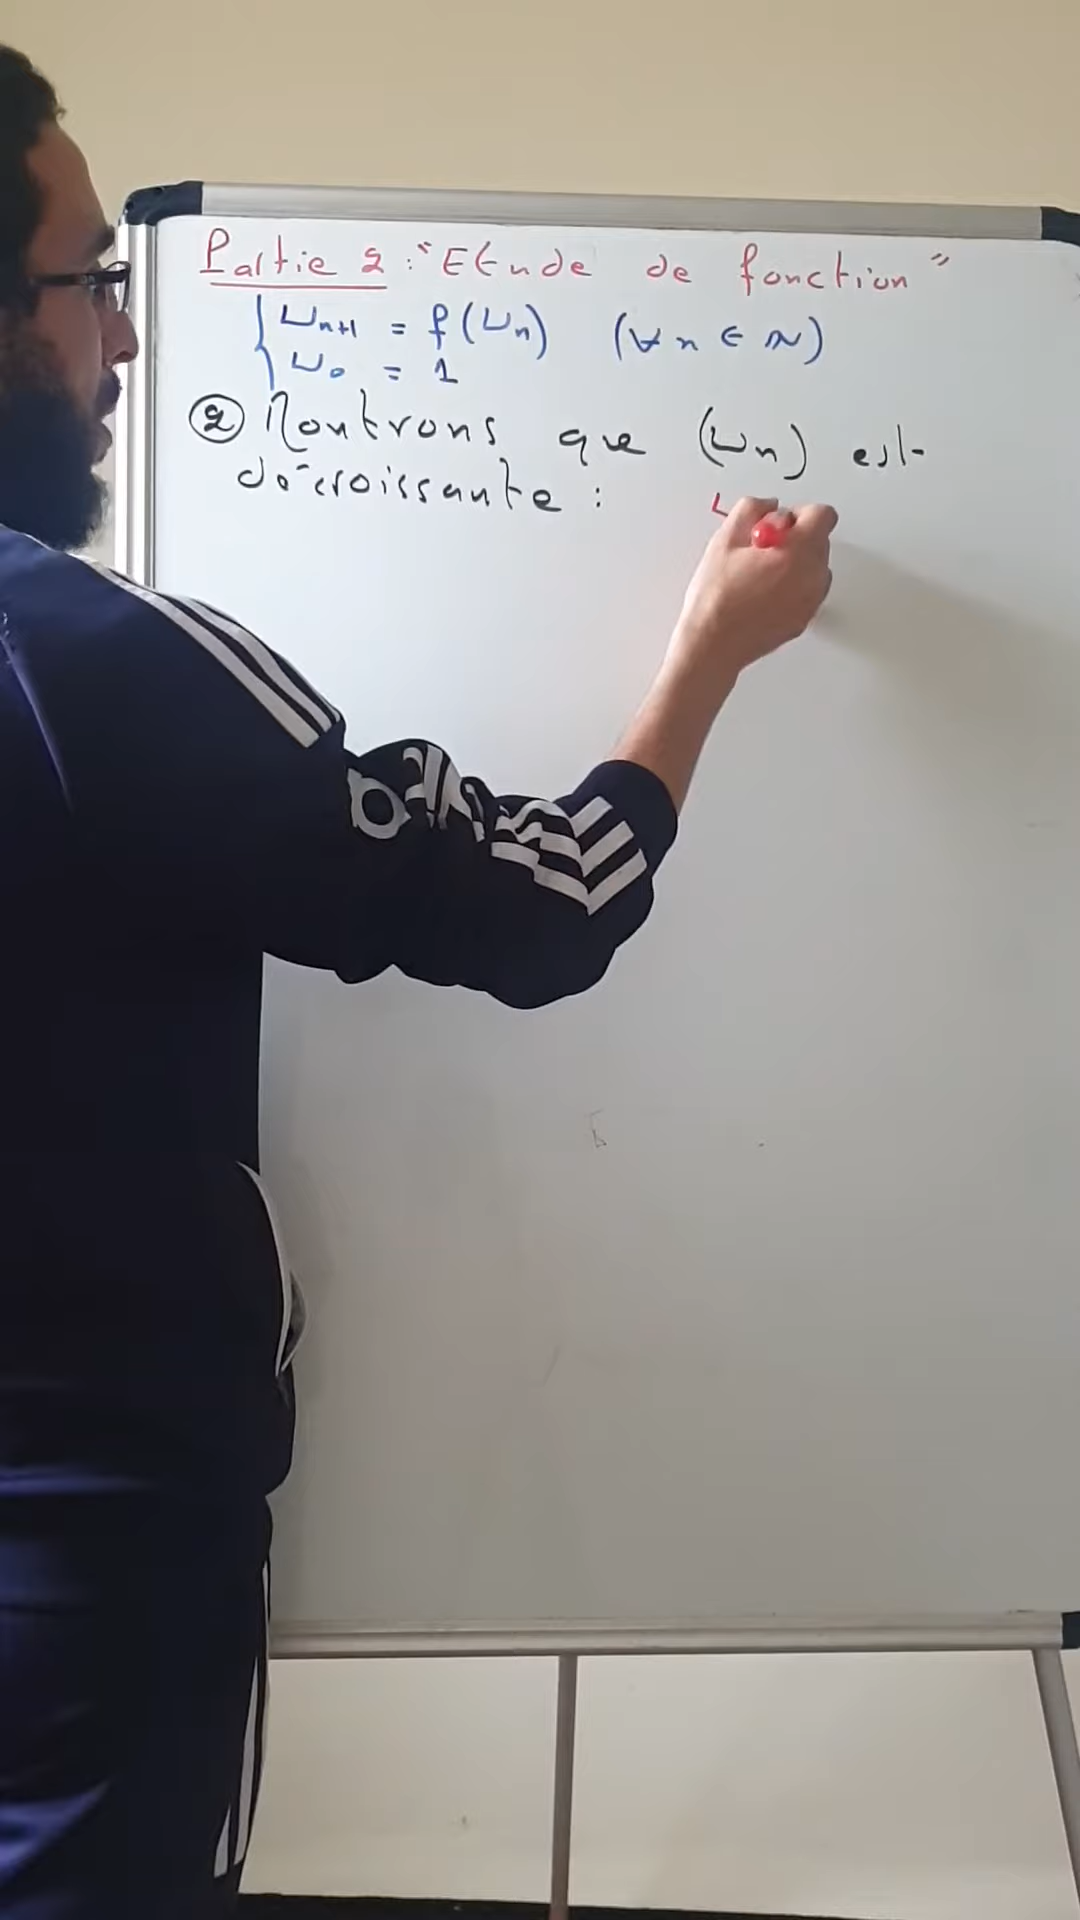 Partie 2 : "Etude de fonction"
Un+1 = f(Un) (∀ n ∈ N)
U0 = 1
② Montrons que (Un) est
décroissante :
U